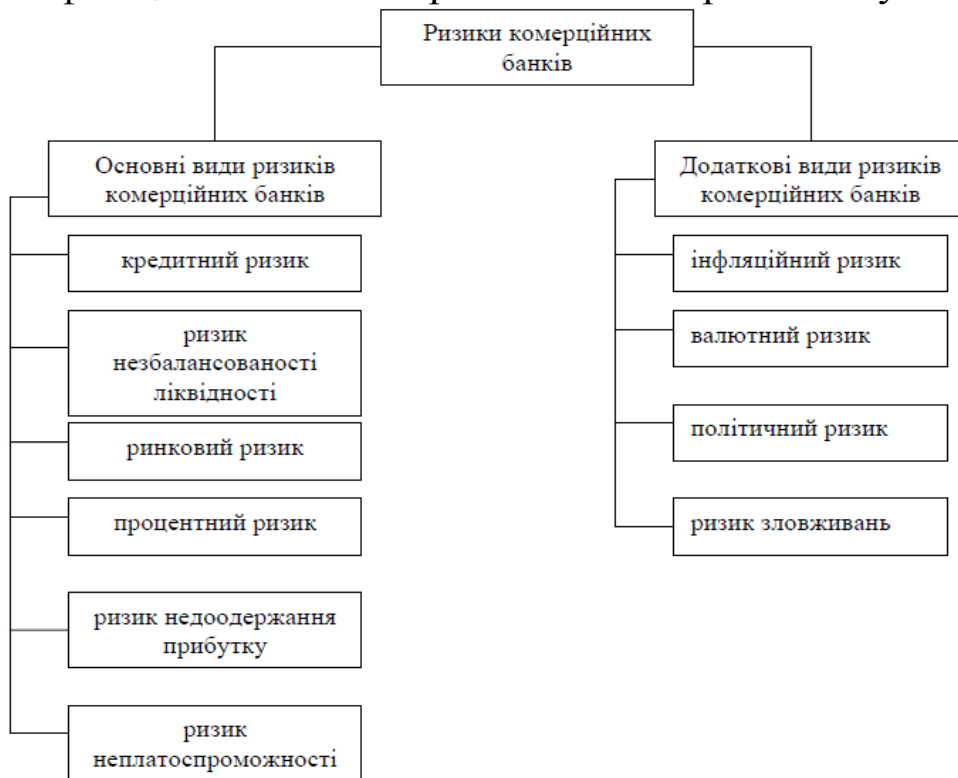 Ризики комерційних
банків
Основні види ризиків
комерційних банків
кредитний ризик
ризик
незбалансованості
ліквідності
ринковий ризик
процентний ризик
ризик недоодержання
прибутку
ризик
неплатоспроможності
Додаткові види ризиків
комерційних банків
інфляційний ризик
валютний ризик
політичний ризик
ризик зловживань